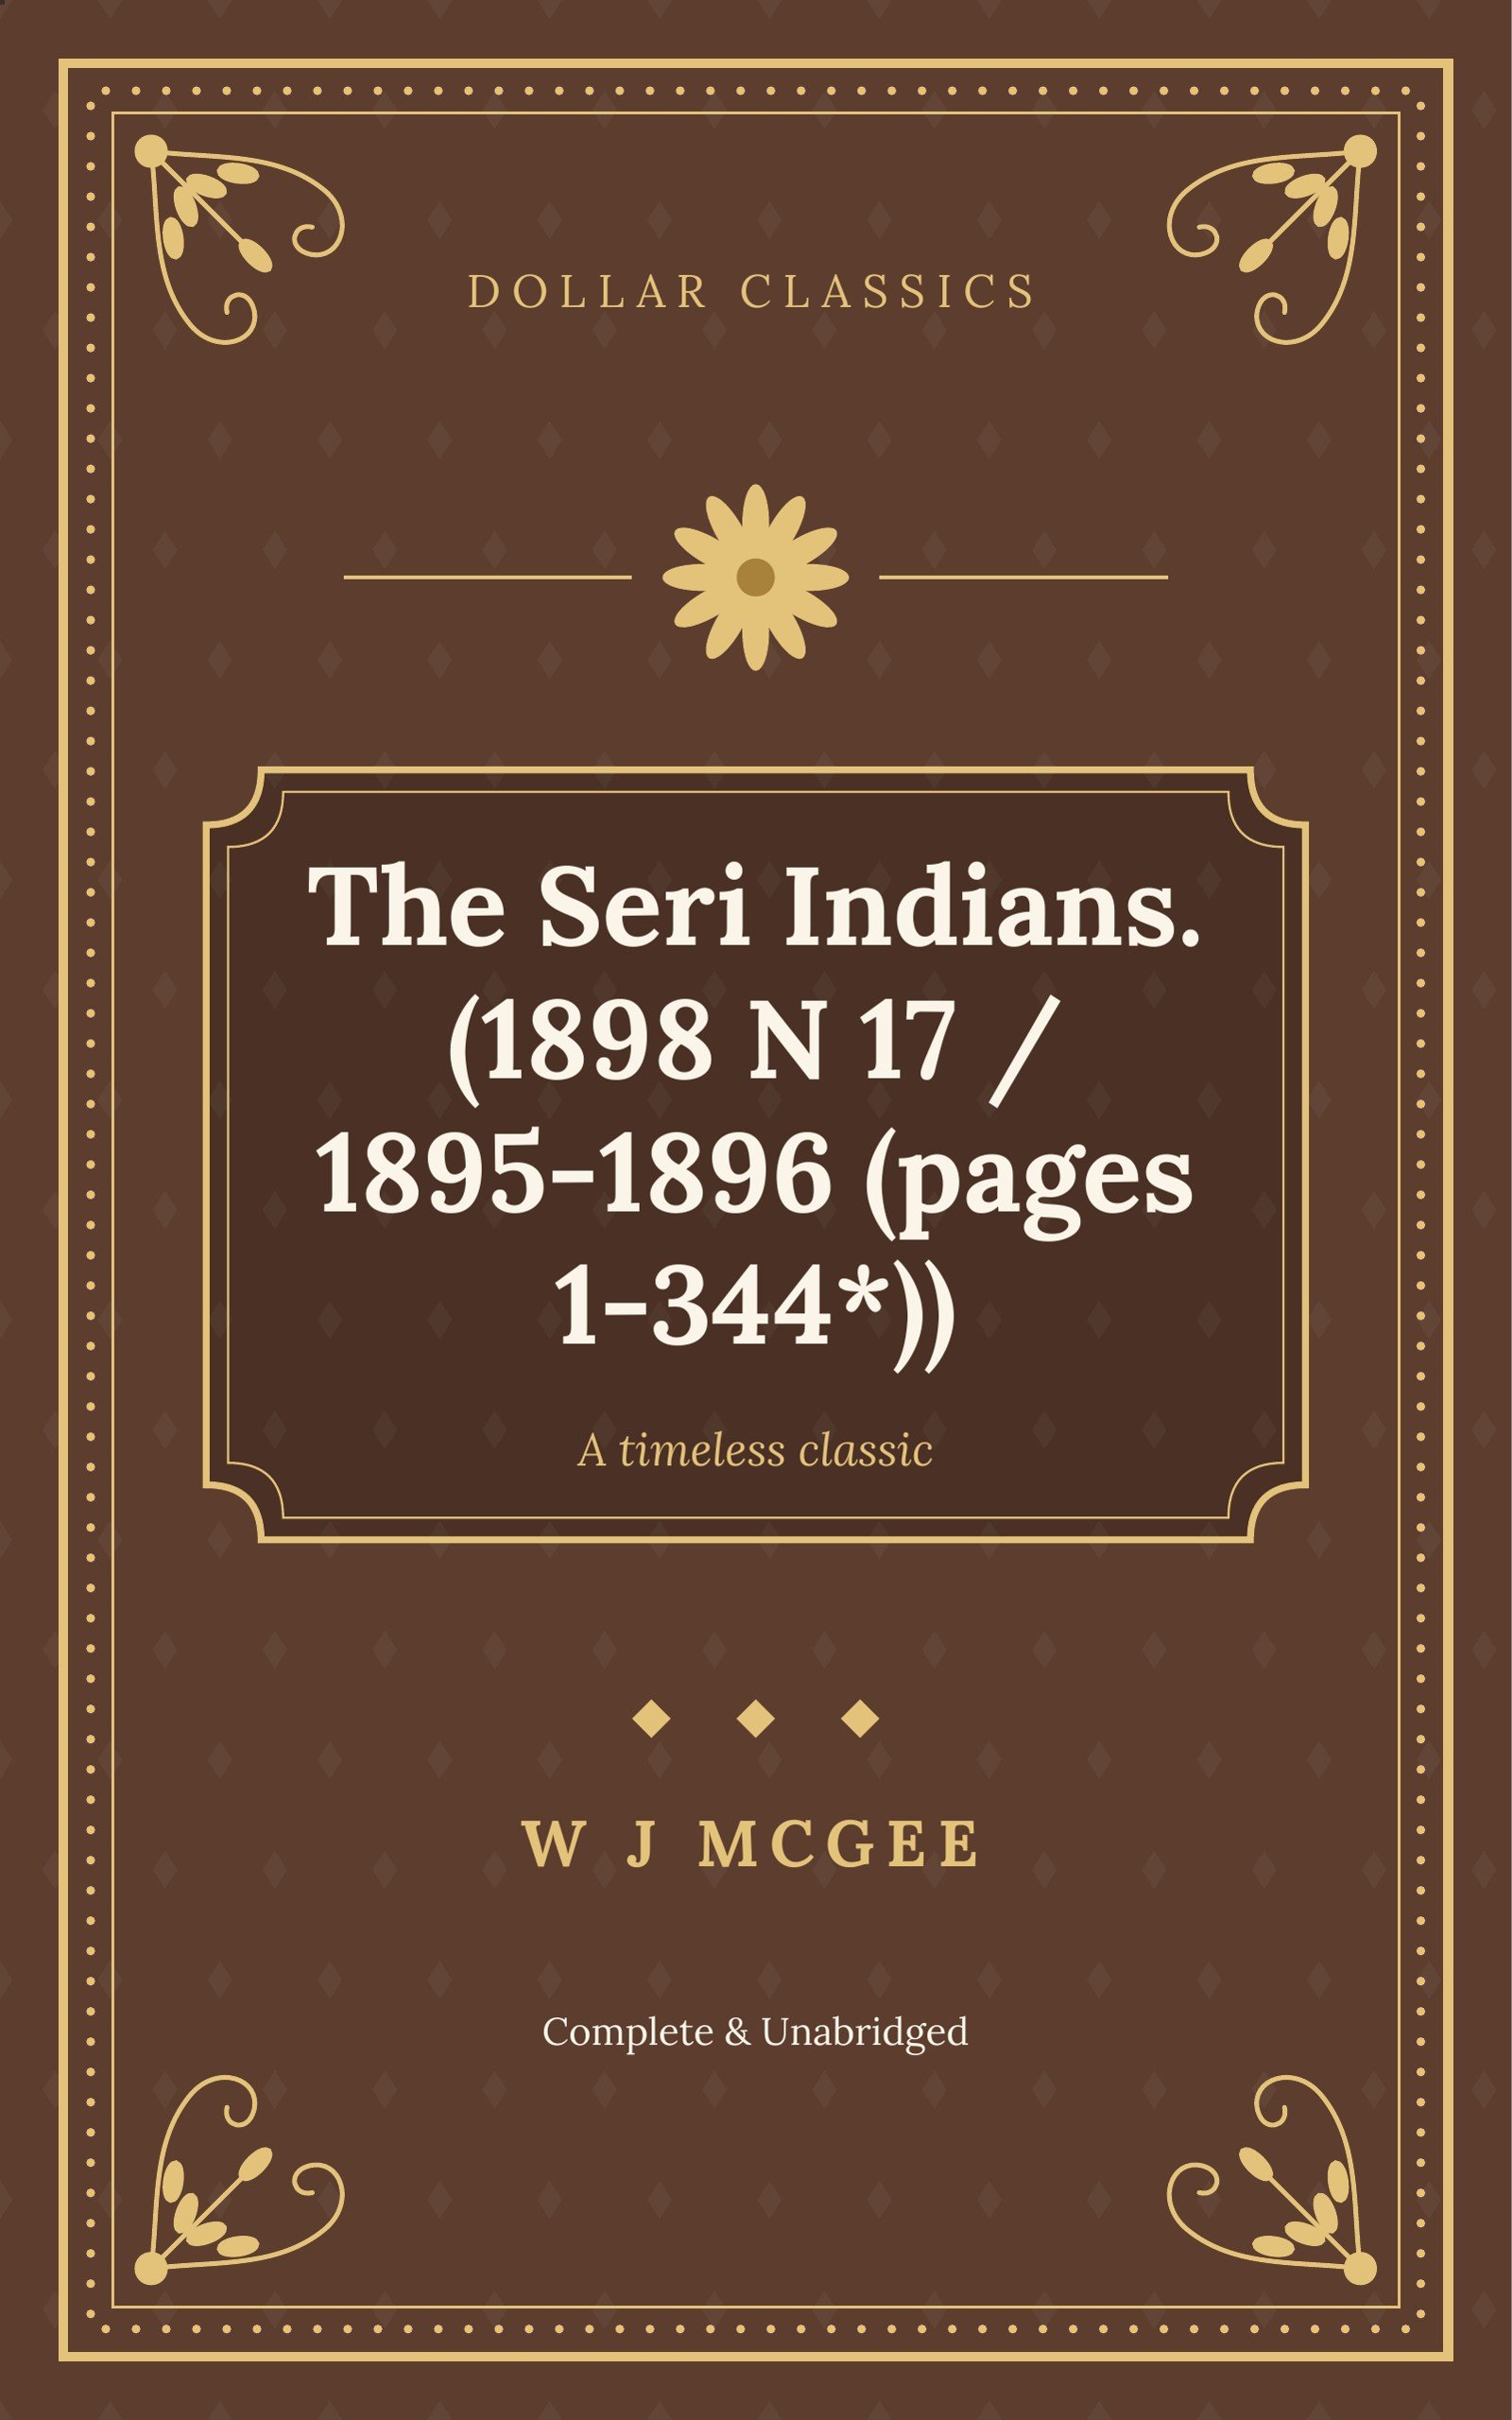 DOLLAR CLASSICS
The Seri Indians.
(1898 N 17 /
1895–1896 (pages
1–344*))
A timeless classic
W J MCGEE
Complete & Unabridged